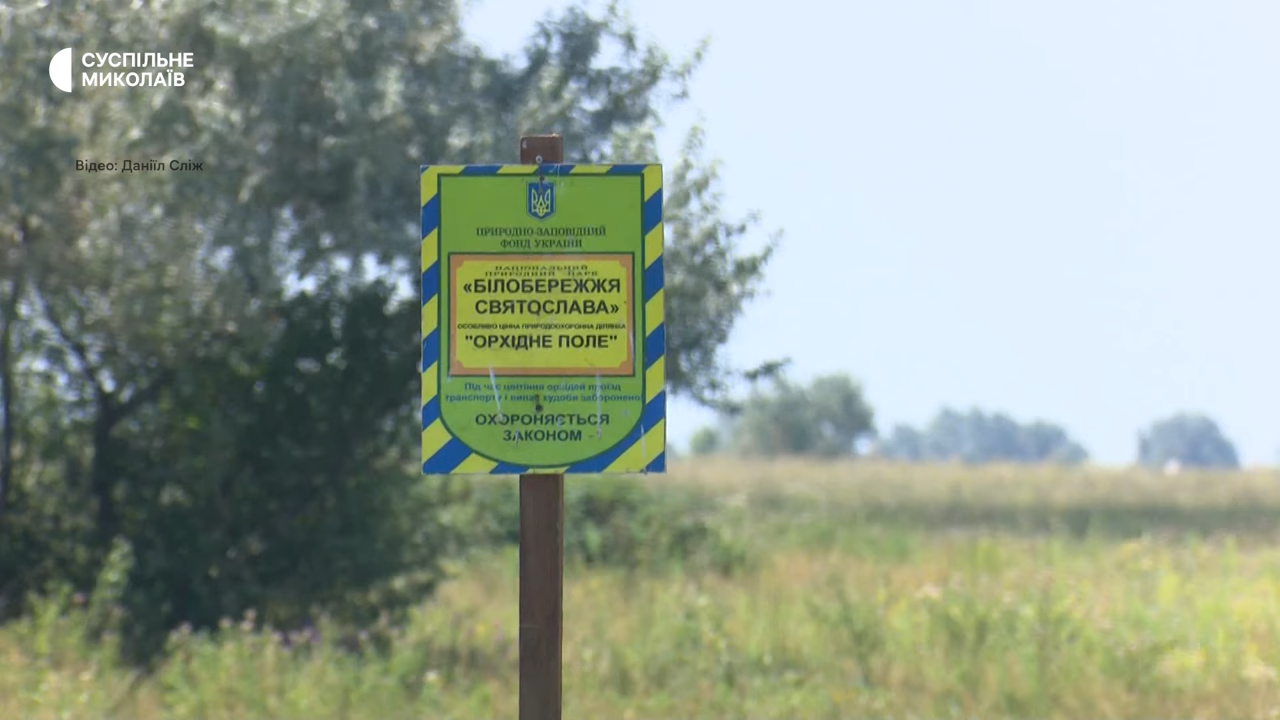 СУСПІЛЬНЕ
МИКОЛАЇВ
Відео: Данііл Сліж
ПРИРОДНО-ЗАПОВІДНИЙ
ФОНД УКРАЇНИ
НАЦІОНАЛЬНИЙ
ПРИРОДНИЙ ПАРК
«БІЛОБЕРЕЖЖЯ
СВЯТОСЛАВА»
ОСОБЛИВО ЦІННА ПРИРОДООХОРОННА ДІЛЯНКА
"ОРХІДНЕ ПОЛЕ"
Під час цвітіння орхідей проїзд
транспорту і випас худоби заборонено
ОХОРОНЯЄТЬСЯ
ЗАКОНОМ